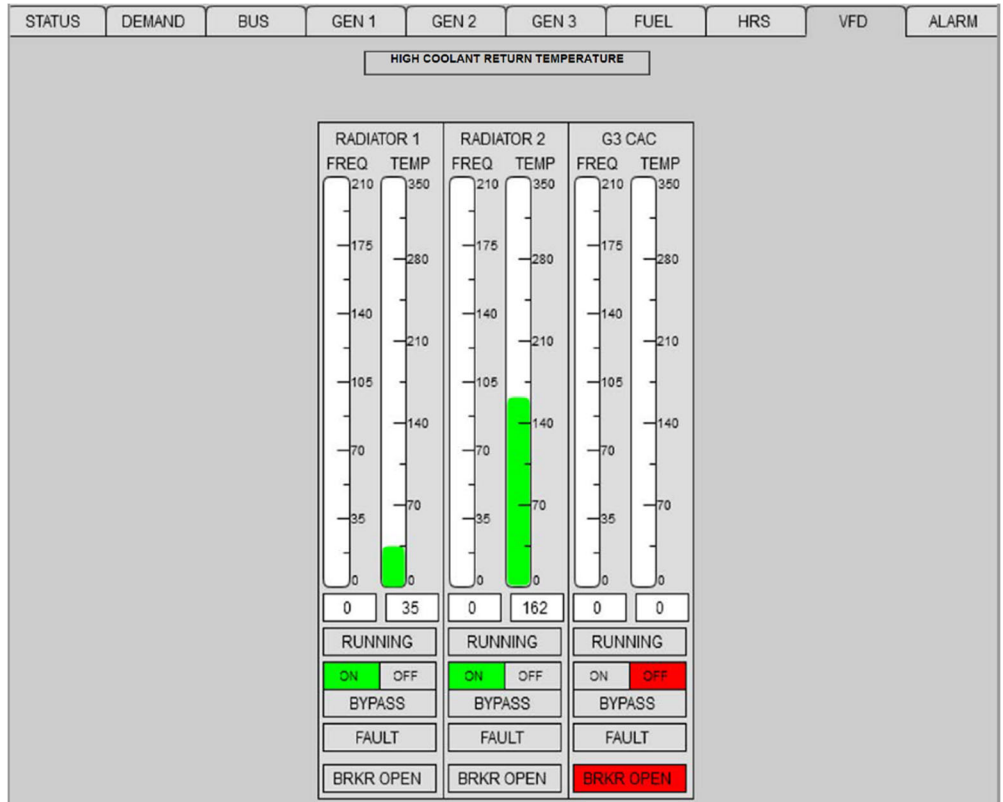 STATUS DEMAND BUS GEN 1 GEN 2 GEN 3 FUEL HRS VFD ALARM
HIGH COOLANT RETURN TEMPERATURE
RADIATOR 1 RADIATOR 2 G3 CAC
FREQ TEMP FREQ TEMP FREQ TEMP
210 350 210 350 210 350
175 280 175 280 175 280
140 210 140 210 140 210
105 105 105
140 140 140
70 70 70
70 70 70
35 35 35
0 0 0 0 0 0
0 35 0 162 0 0
RUNNING RUNNING RUNNING
ON OFF ON OFF ON OFF
BYPASS BYPASS BYPASS
FAULT FAULT FAULT
BRKR OPEN BRKR OPEN BRKR OPEN